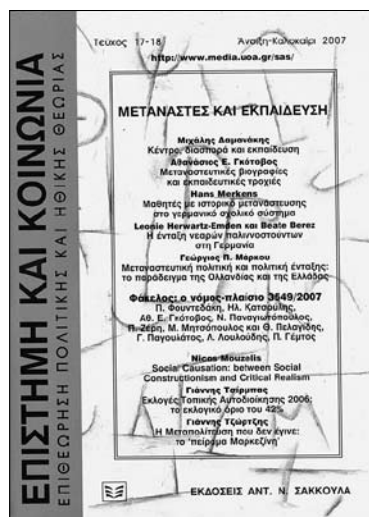 ΕΠΙΣΤΗΜΗ ΚΑΙ ΚΟΙΝΩΝΙΑ
ΕΠΙΘΕΩΡΗΣΗ ΠΟΛΙΤΙΚΗΣ ΚΑΙ ΗΘΙΚΗΣ ΘΕΩΡΙΑΣ
Τεύχος 17-18 Άνοιξη-Καλοκαίρι 2007
http://www.media.uoa.gr/sas/
ΜΕΤΑΝΑΣΤΕΣ ΚΑΙ ΕΚΠΑΙΔΕΥΣΗ
Μιχάλης Δαμανάκης
Κέντρο, διασπορά και εκπαίδευση
Αθανάσιος Ε. Γκότοβος
Μεταναστευτικές βιογραφίες
και εκπαιδευτικές τροχιές
Hans Merkens
Μαθητές με ιστορικό μετανάστευσης
στο γερμανικό σχολικό σύστημα
Leonie Herwartz-Emden και Beate Berez
Η ένταξη νεαρών παλιννοστούντων
στη Γερμανία
Γεώργιος Π. Μάρκου
Μεταναστευτική πολιτική και πολιτική ένταξης:
το παράδειγμα της Ολλανδίας και της Ελλάδας
Φάκελος: ο νόμος-πλαίσιο 3549/2007
Π. Φουντεδάκη, Ηλ. Κατσούλης,
Αθ. Ε. Γκότοβος, Ν. Παναγιωτόπουλος,
Π. Ζέρη, Μ. Μητσόπουλος και Θ. Πελαγίδης,
Γ. Παγουλάτος, Λ. Λουλούδης, Π. Γέμτος
Nicos Mouzelis
Social Causation: between Social
Constructionism and Critical Realism
Γιάννης Τσίρμπας
Εκλογές Τοπικής Αυτοδιοίκησης 2006:
το εκλογικό όριο του 42%
Γιάννης Τζώρτζης
Η Μεταπολίτευση που δεν έγινε:
το 'πείραμα Μαρκεζίνη'
ΕΚΔΟΣΕΙΣ ΑΝΤ. Ν. ΣΑΚΚΟΥΛΑ